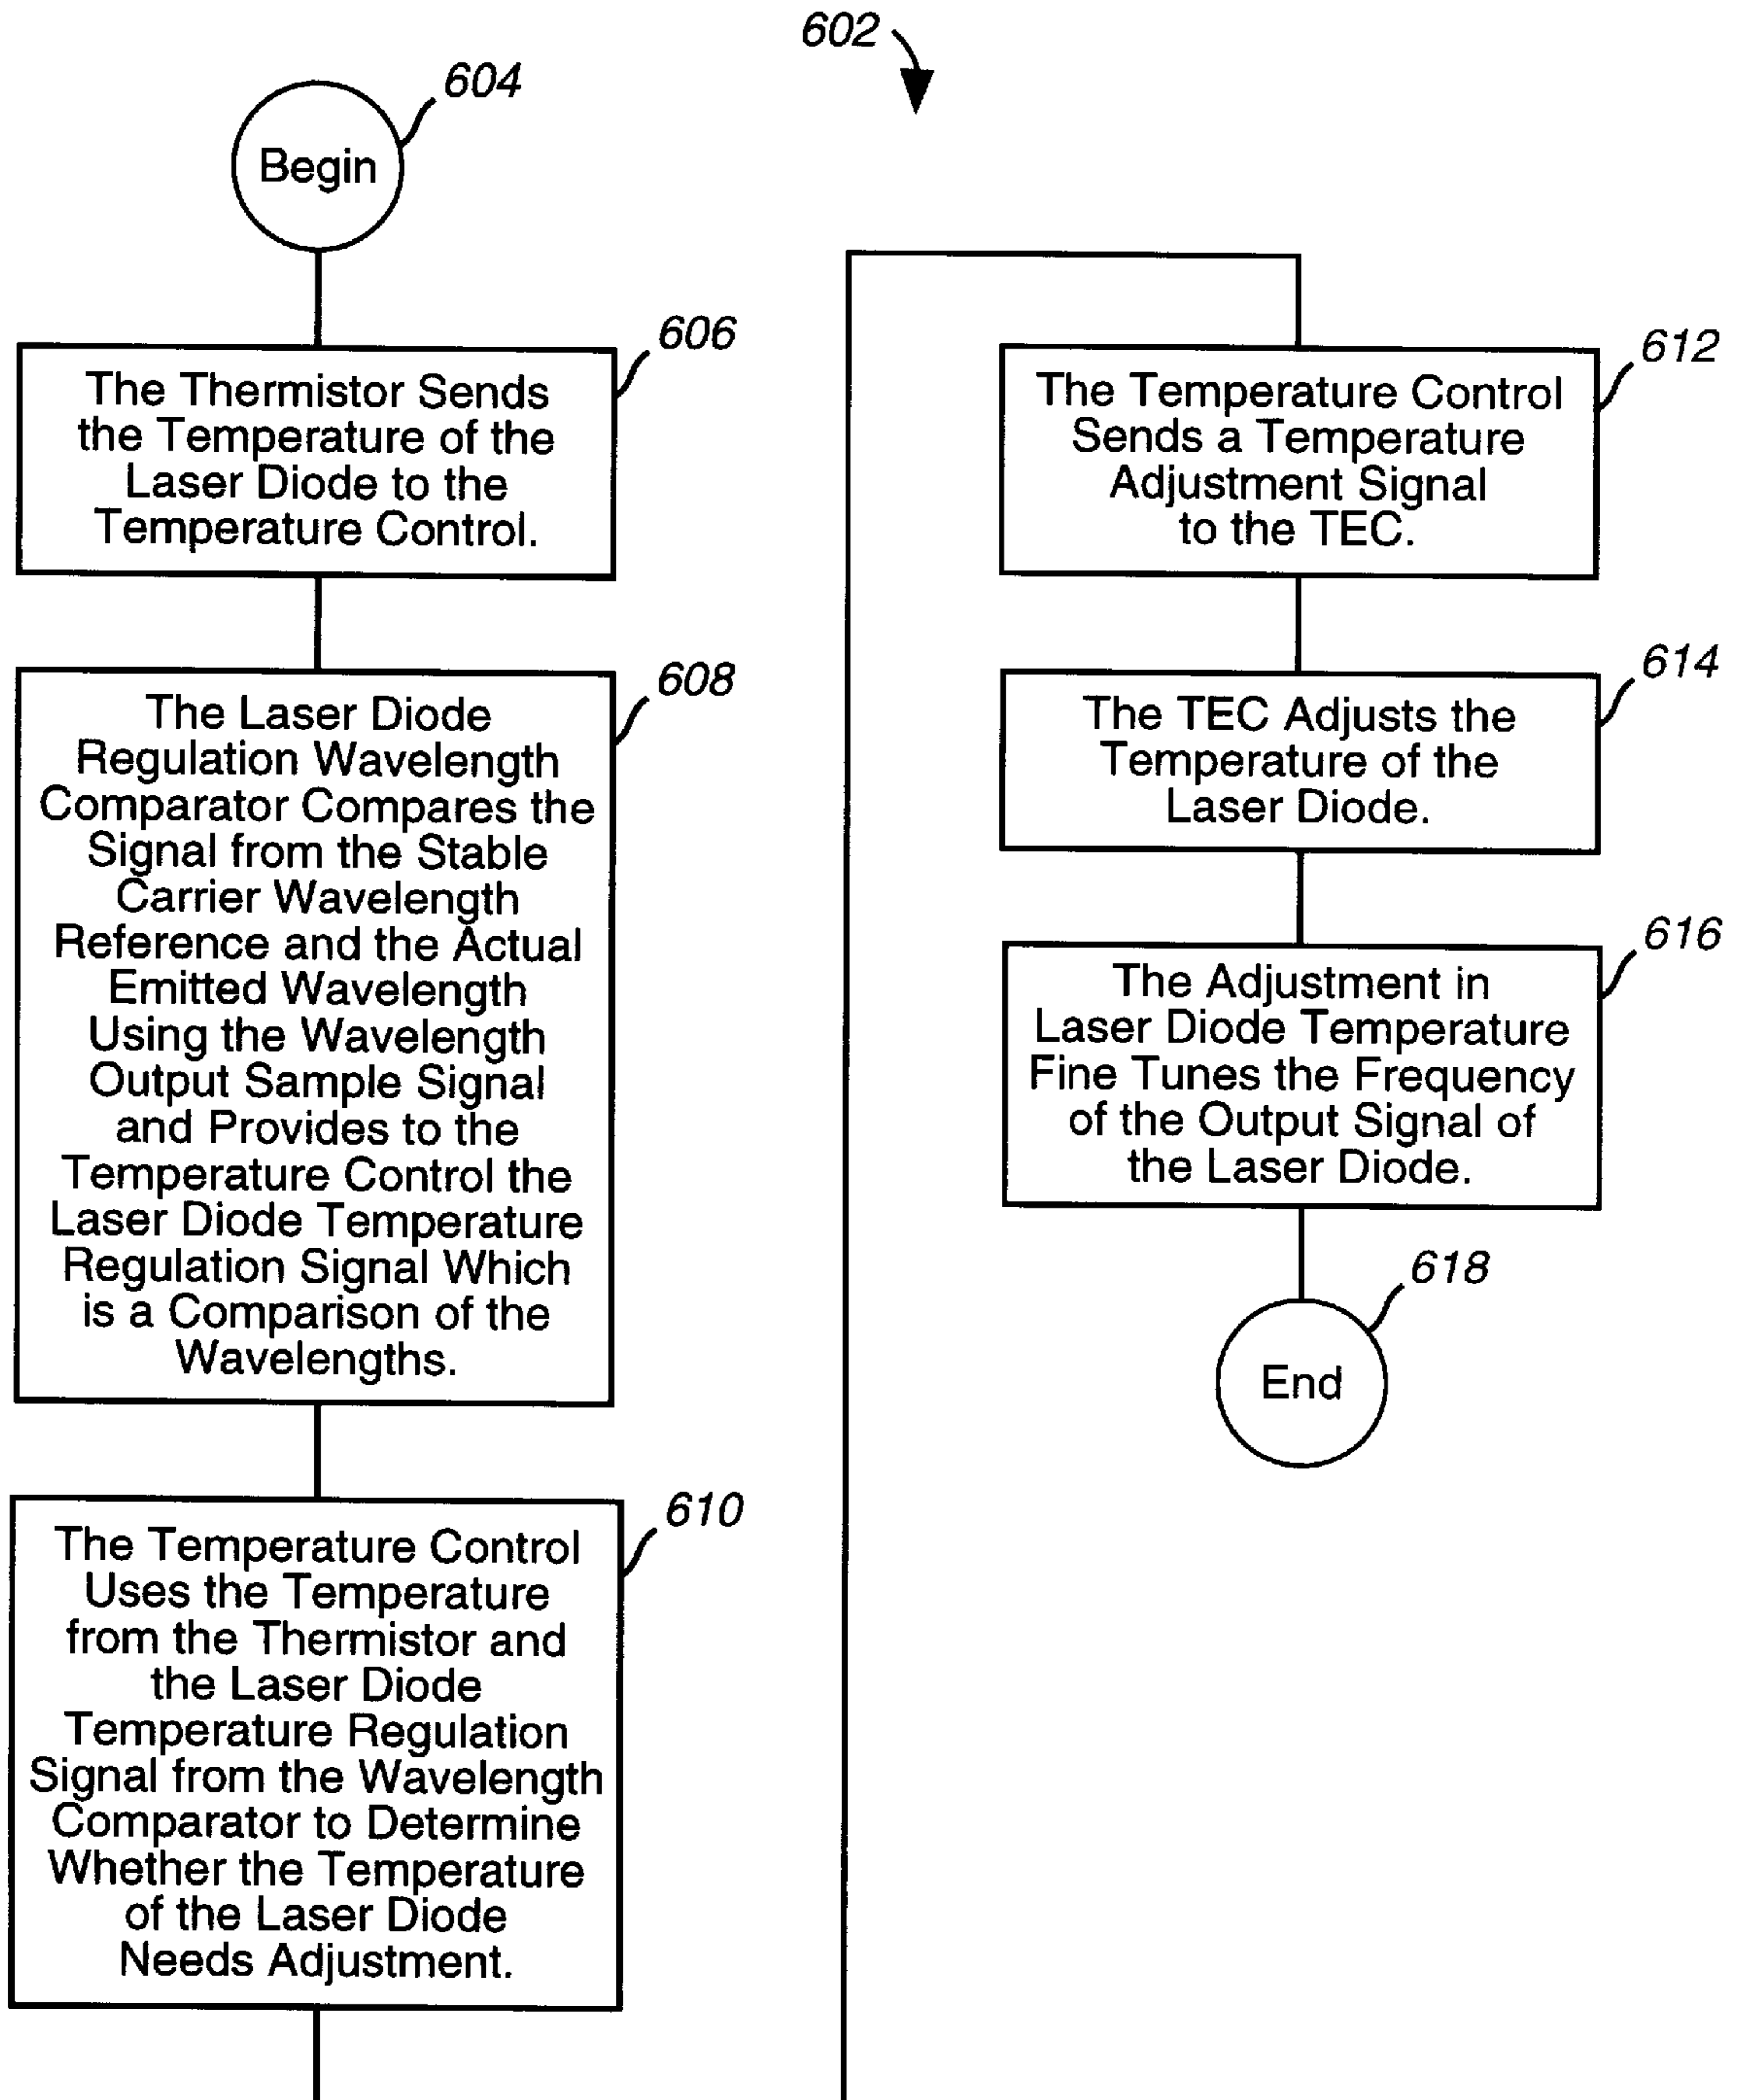 602
604
Begin
606
The Thermistor Sends
the Temperature of the
Laser Diode to the
Temperature Control.
608
The Laser Diode
Regulation Wavelength
Comparator Compares the
Signal from the Stable
Carrier Wavelength
Reference and the Actual
Emitted Wavelength
Using the Wavelength
Output Sample Signal
and Provides to the
Temperature Control the
Laser Diode Temperature
Regulation Signal Which
is a Comparison of the
Wavelengths.
610
The Temperature Control
Uses the Temperature
from the Thermistor and
the Laser Diode
Temperature Regulation
Signal from the Wavelength
Comparator to Determine
Whether the Temperature
of the Laser Diode
Needs Adjustment.
612
The Temperature Control
Sends a Temperature
Adjustment Signal
to the TEC.
614
The TEC Adjusts the
Temperature of the
Laser Diode.
616
The Adjustment in
Laser Diode Temperature
Fine Tunes the Frequency
of the Output Signal of
the Laser Diode.
618
End